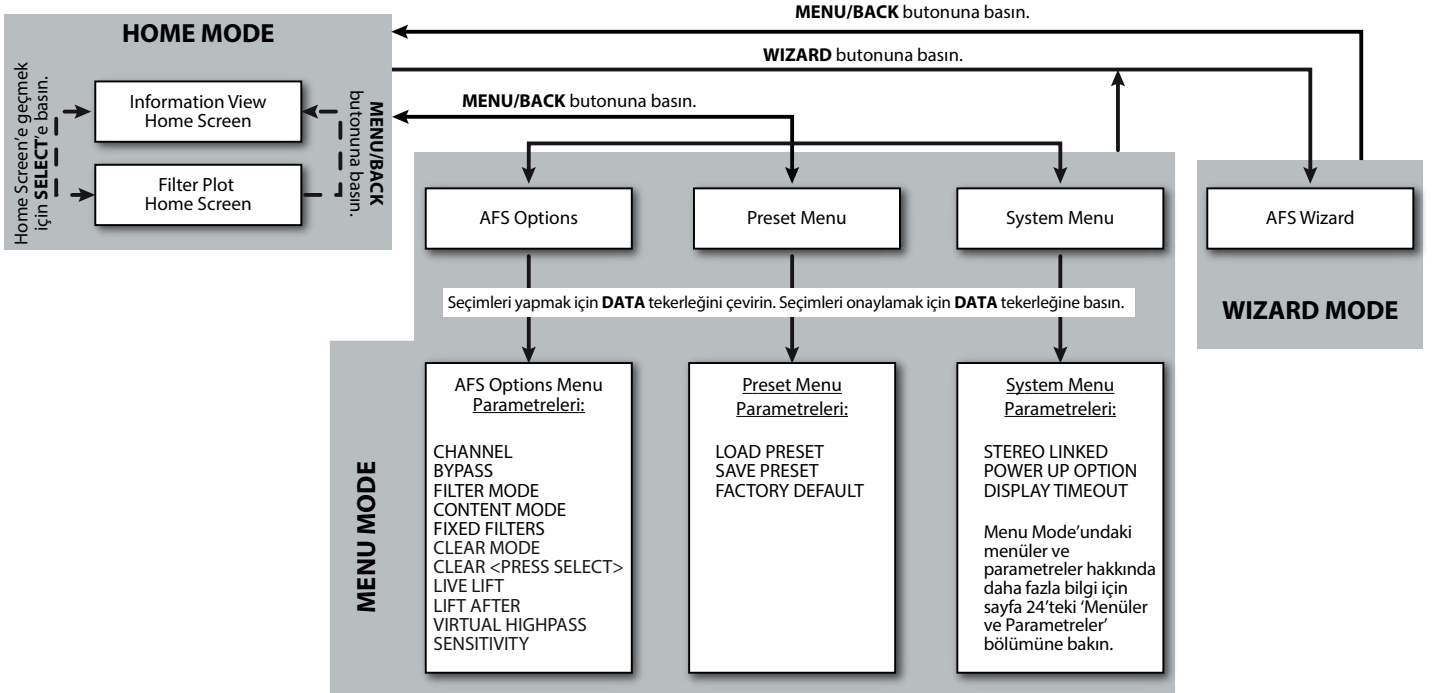 MENU/BACK butonuna basın.
HOME MODE
WIZARD butonuna basın.
Home Screen'e geçmek
için SELECT'e basın.
Information View
Home Screen
MENU/BACK
butonuna basın.
MENU/BACK butonuna basın.
Filter Plot
Home Screen
AFS Options
Preset Menu
System Menu
AFS Wizard
Seçimleri yapmak için DATA tekerleğini çevirin. Seçimleri onaylamak için DATA tekerleğine basın.
WIZARD MODE
MENU MODE
AFS Options Menu
Parametreleri:
CHANNEL
BYPASS
FILTER MODE
CONTENT MODE
FIXED FILTERS
CLEAR MODE
CLEAR <PRESS SELECT>
LIVE LIFT
LIFT AFTER
VIRTUAL HIGHPASS
SENSITIVITY
Preset Menu
Parametreleri:
LOAD PRESET
SAVE PRESET
FACTORY DEFAULT
System Menu
Parametreleri:
STEREO LINKED
POWER UP OPTION
DISPLAY TIMEOUT
Menu Mode'undaki
menüler ve
parametreler hakkında
daha fazla bilgi için
sayfa 24'teki 'Menüler
ve Parametreler'
bölümüne bakın.